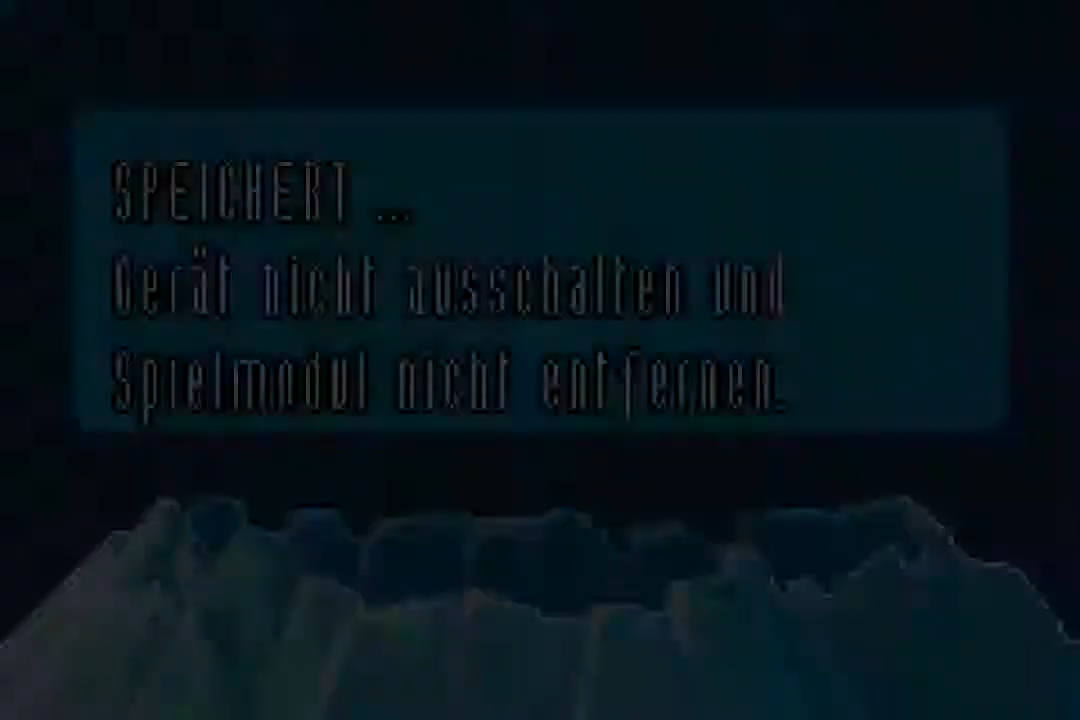 SPEICHERT ...
Gerät nicht ausschalten und
Spielmodul nicht entfernen.